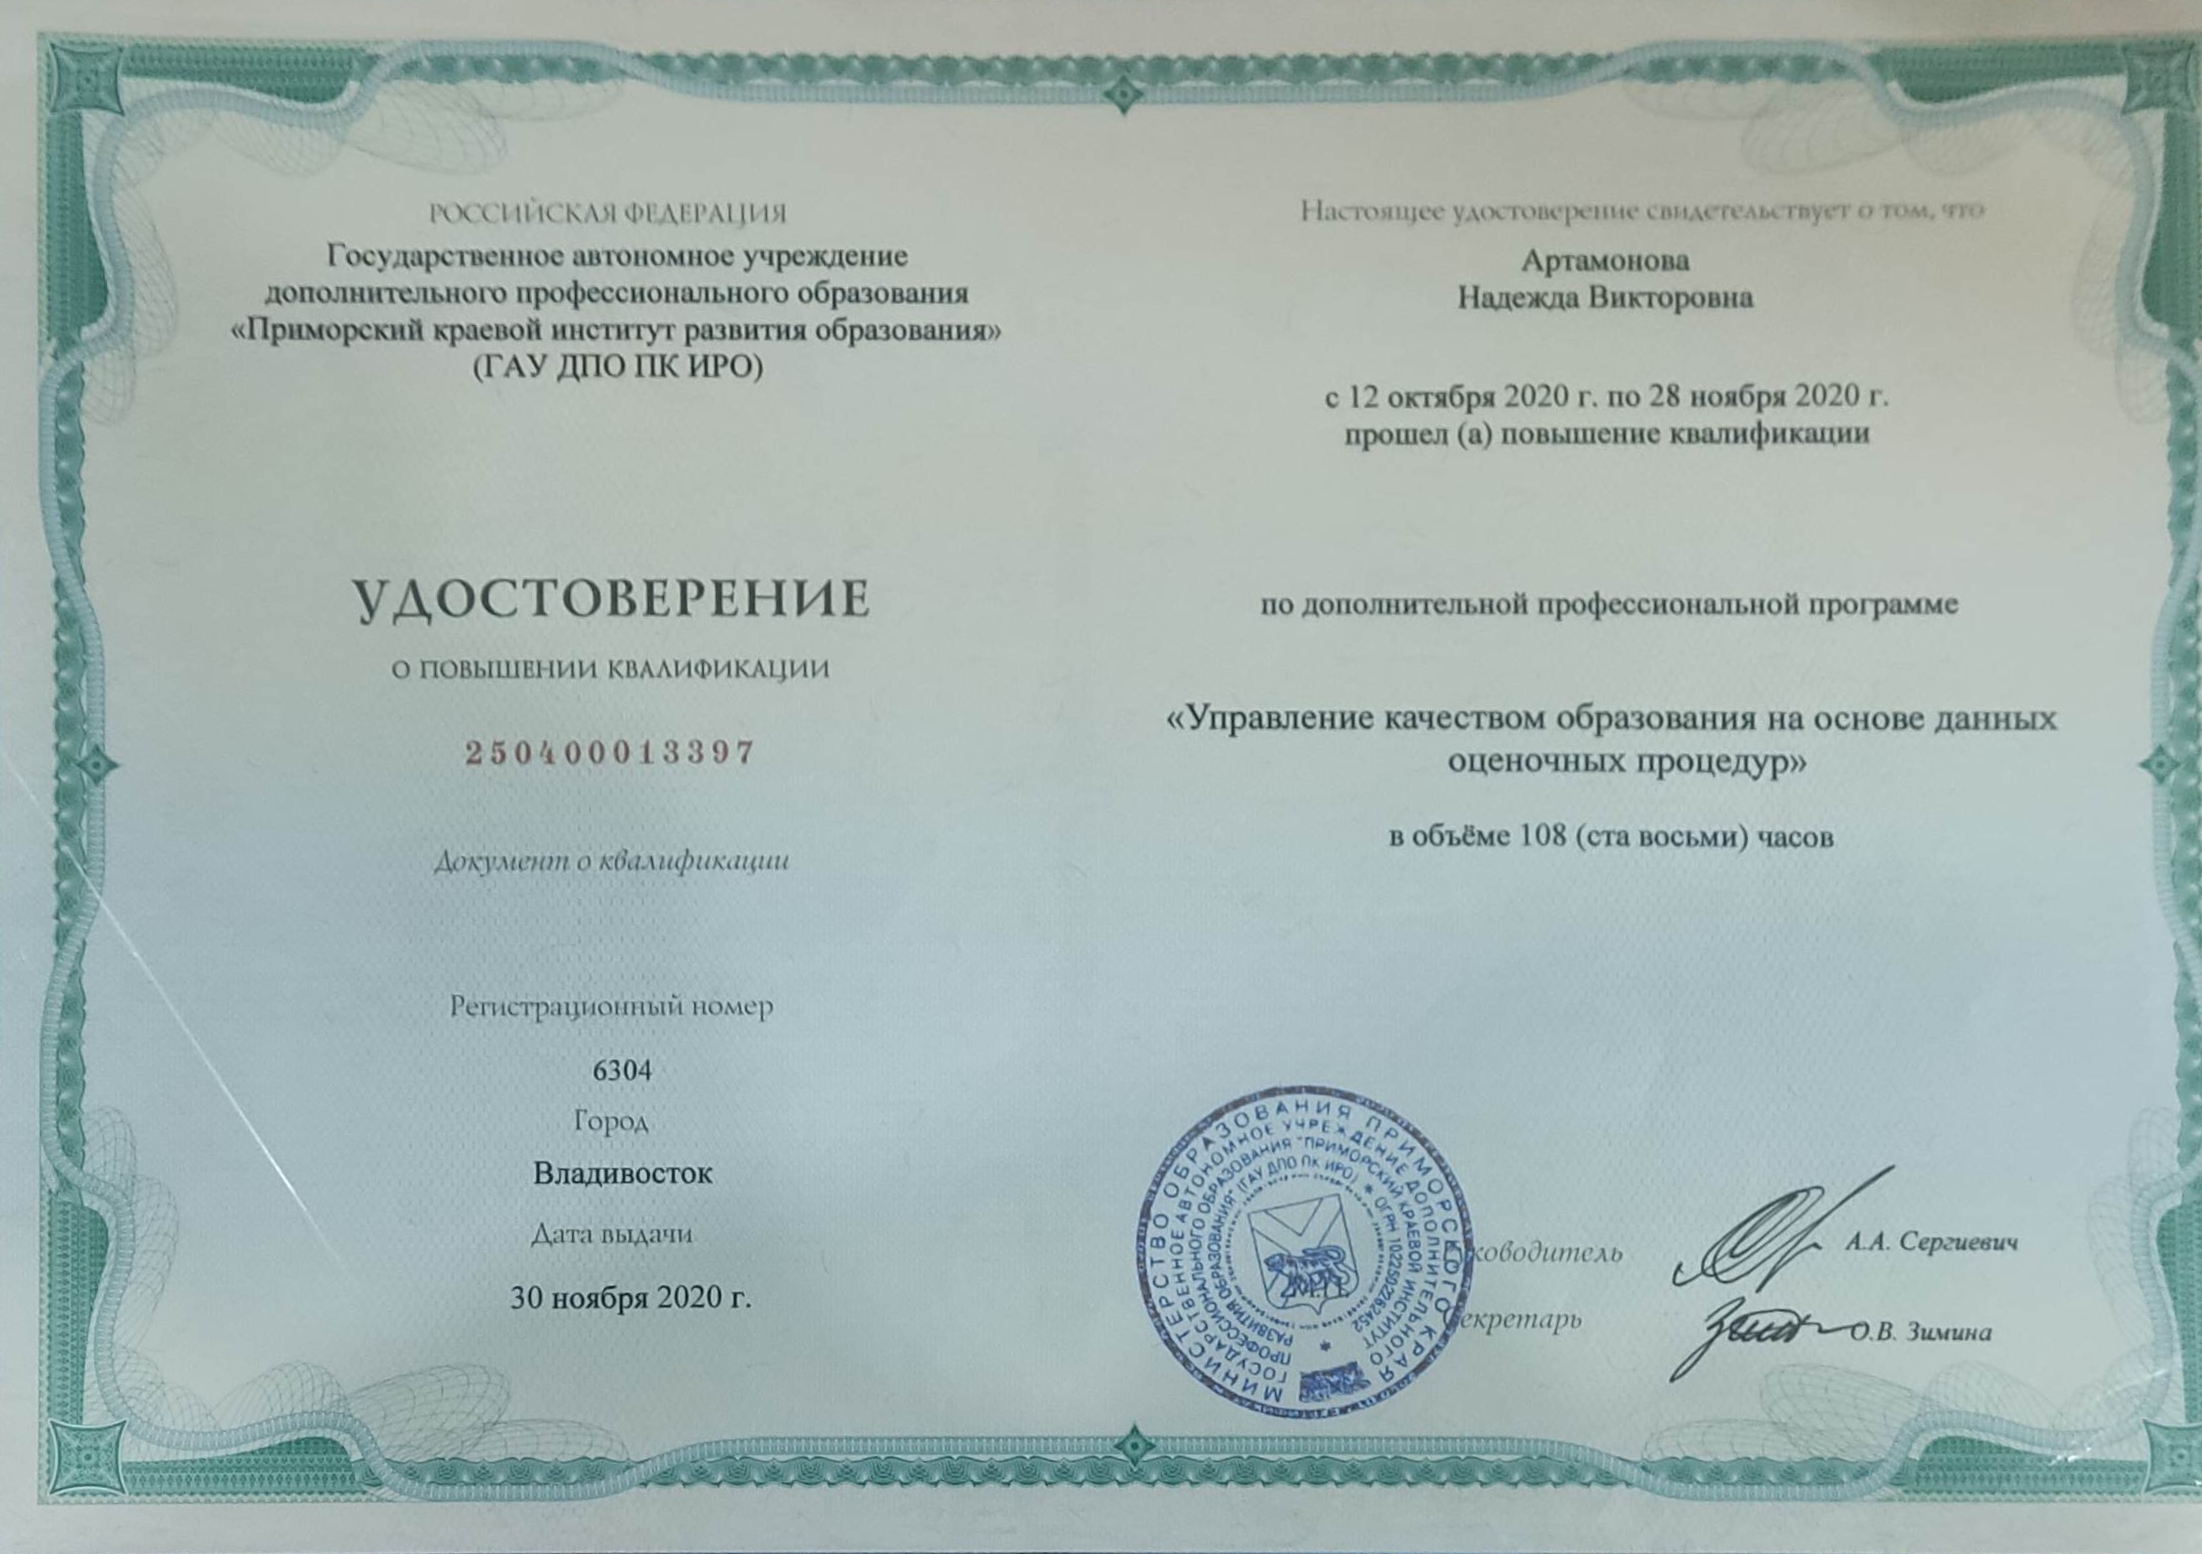 РОССИЙСКАЯ ФЕДЕРАЦИЯ
Государственное автономное учреждение
дополнительного профессионального образования
«Приморский краевой институт развития образования»
(ГАУ ДПО ПК ИРО)
УДОСТОВЕРЕНИЕ
О ПОВЫШЕНИИ КВАЛИФИКАЦИИ
250400013397
Документ о квалификации
Регистрационный номер
6304
Город
Владивосток
Дата выдачи
30 ноября 2020 г.
Настоящее удостоверение свидетельствует о том, что
Артамонова
Надежда Викторовна
с 12 октября 2020 г. по 28 ноября 2020 г.
прошел (а) повышение квалификации
по дополнительной профессиональной программе
«Управление качеством образования на основе данных
оценочных процедур»
в объёме 108 (ста восьми) часов
ководитель А.А. Сергиевич
екретарь О.В. Зимина
МИНИСТЕРСТВО ОБРАЗОВАНИЯ ПРИМОРСКОГО КРАЯ
ГОСУДАРСТВЕННОЕ АВТОНОМНОЕ УЧРЕЖДЕНИЕ ДОПОЛНИТЕЛЬНОГО
ПРОФЕССИОНАЛЬНОГО ОБРАЗОВАНИЯ "ПРИМОРСКИЙ КРАЕВОЙ ИНСТИТУТ
РАЗВИТИЯ ОБРАЗОВАНИЯ" (ГАУ ДПО ПК ИРО) * ОГРН 1022502262452 *